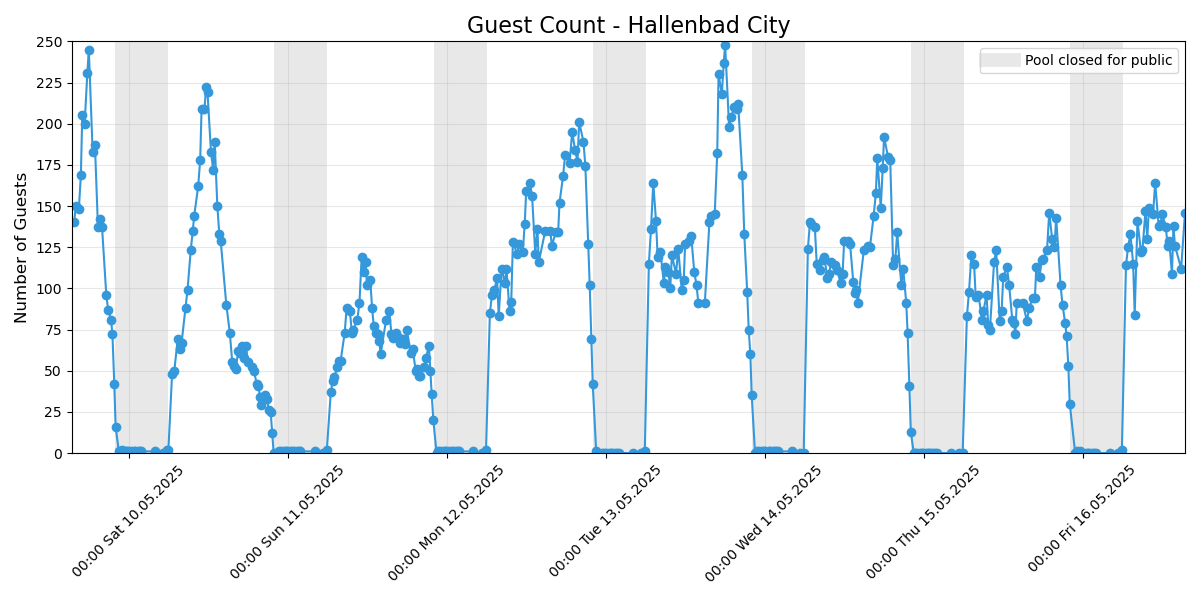 Guest Count - Hallenbad City
Pool closed for public
Number of Guests
250
225
200
175
150
125
100
75
50
25
0
00:00 Sat 10.05.2025
00:00 Sun 11.05.2025
00:00 Mon 12.05.2025
00:00 Tue 13.05.2025
00:00 Wed 14.05.2025
00:00 Thu 15.05.2025
00:00 Fri 16.05.2025